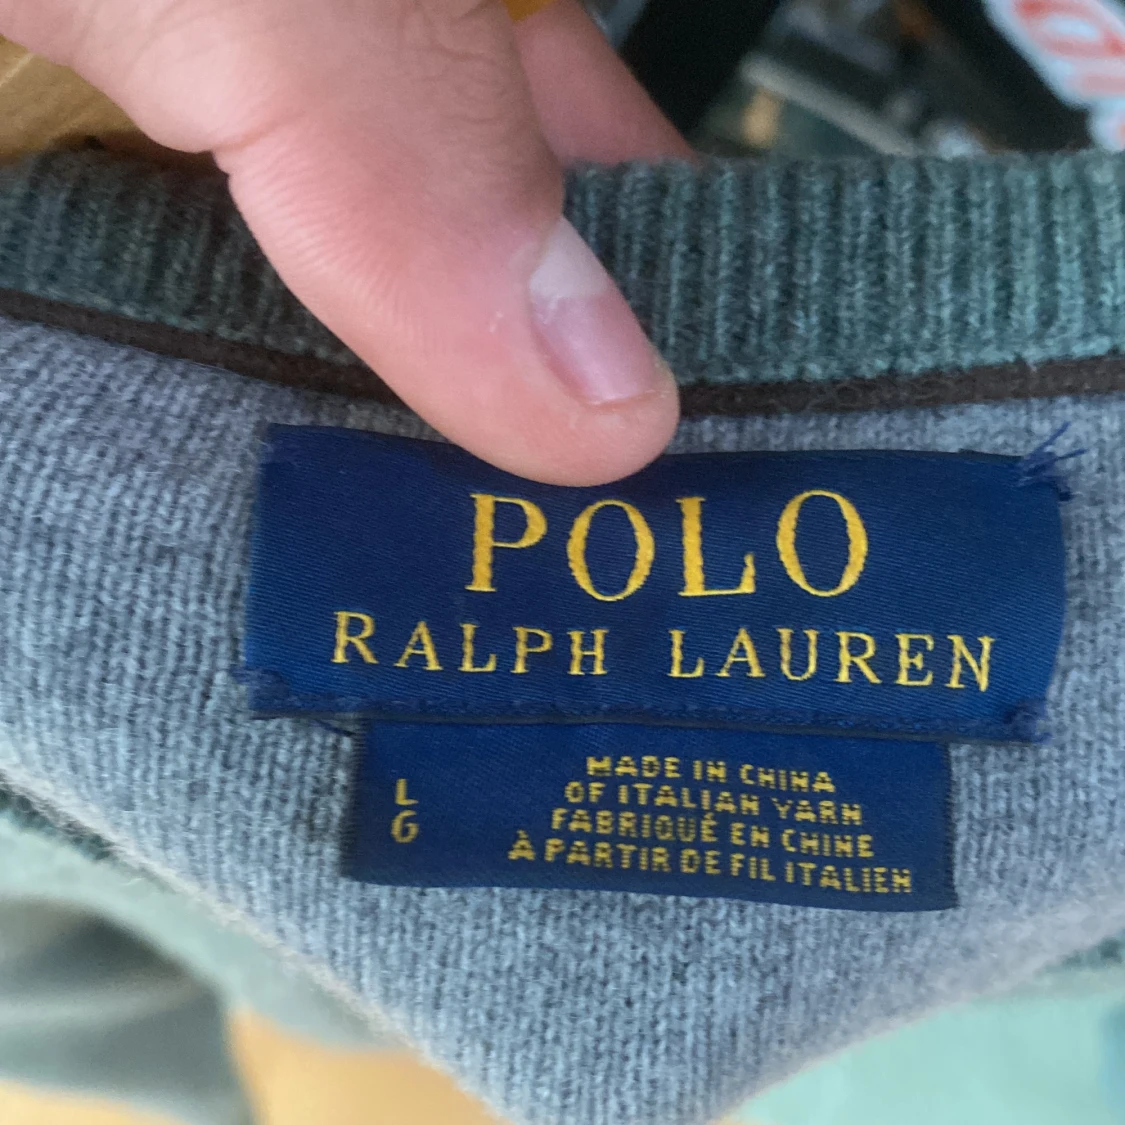 POLO
RALPH LAUREN
L
G
MADE IN CHINA
OF ITALIAN YARN
FABRIQUÉ EN CHINE
À PARTIR DE FIL ITALIEN